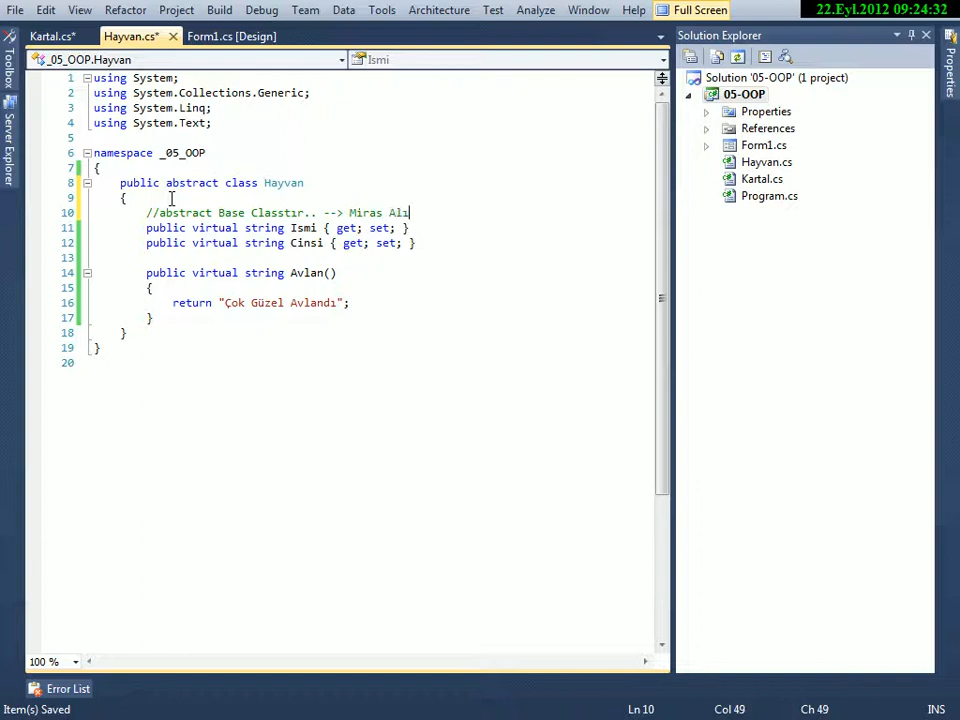 File Edit View Refactor Project Build Debug Team Data Tools Architecture Test Analyze Window Help Full Screen
22.Eyl.2012 09:24:32
Kartal.cs* Hayvan.cs* Form1.cs [Design]
_05_OOP.Hayvan Ismi
Toolbox
Server Explorer
1 using System;
2 using System.Collections.Generic;
3 using System.Linq;
4 using System.Text;
5
6 namespace _05_OOP
7 {
8 public abstract class Hayvan
9 {
10 //abstract Base Classtır.. --> Miras Alı
11 public virtual string Ismi { get; set; }
12 public virtual string Cinsi { get; set; }
13
14 public virtual string Avlan()
15 {
16 return "Çok Güzel Avlandı";
17 }
18 }
19 }
20
100 %
Solution Explorer
Solution '05-OOP' (1 project)
05-OOP
Properties
References
Form1.cs
Hayvan.cs
Kartal.cs
Program.cs
Properties
Error List
Item(s) Saved Ln 10 Col 49 Ch 49 INS